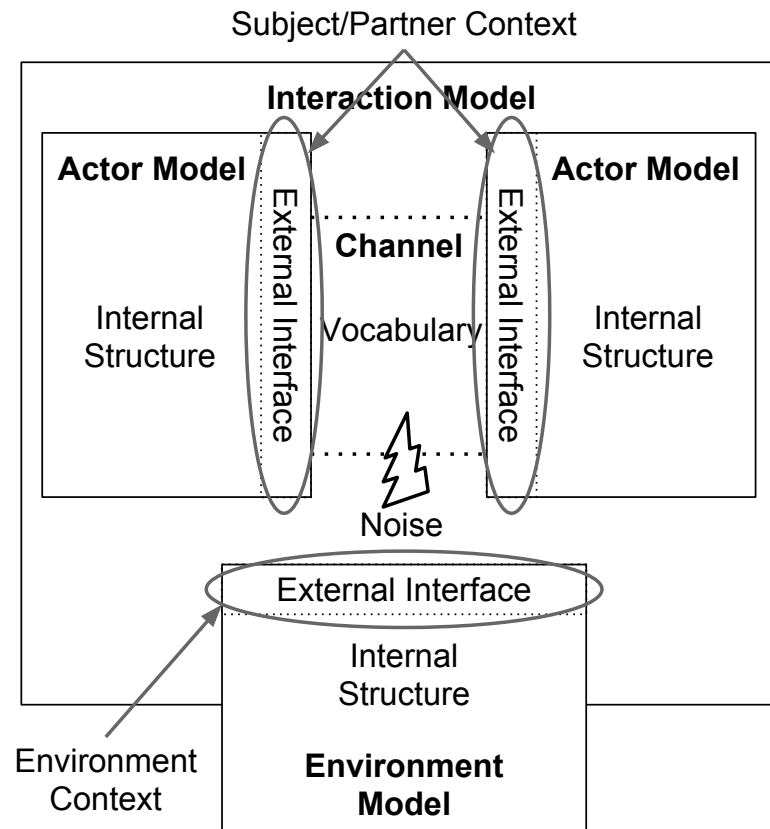 Subject/Partner Context
Interaction Model
Actor Model
External Interface
Internal
Structure
Channel
Vocabulary
Noise
External Interface
Actor Model
Internal
Structure
External Interface
Internal
Structure
Environment
Model
Environment
Context